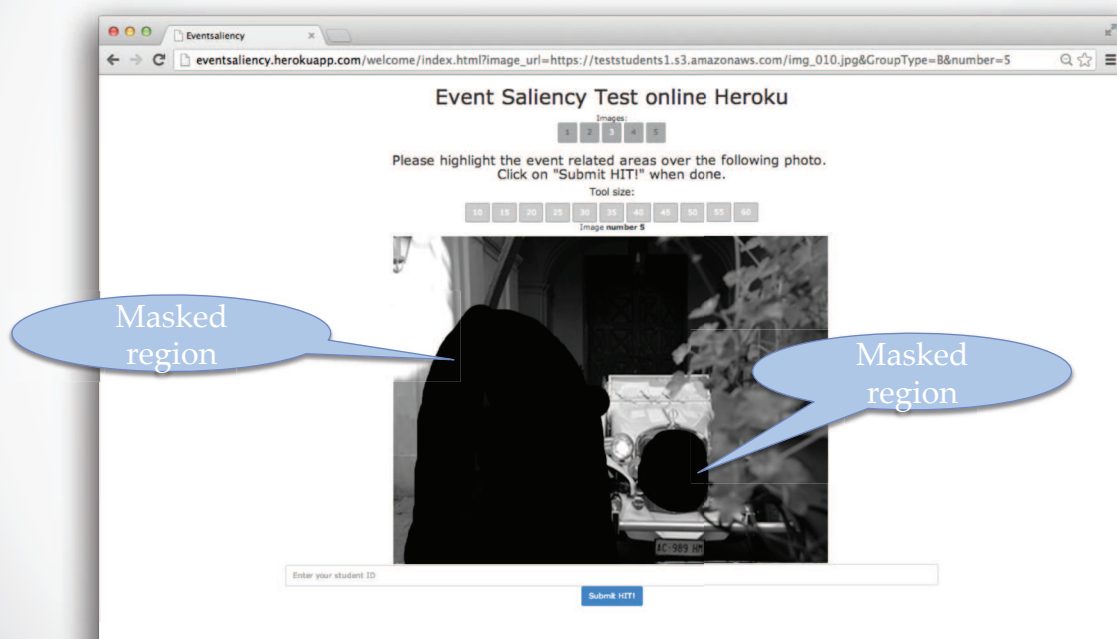 Eventsaliency
eventsaliency.herokuapp.com/welcome/index.html?image_url=https://teststudents1.s3.amazonaws.com/img_010.jpg&GroupType=B&number=5
Event Saliency Test online Heroku
Images:
1 2 3 4 5
Please highlight the event related areas over the following photo.
Click on "Submit HIT!" when done.
Tool size:
10 15 20 25 30 35 40 45 50 55 60
Image number 5
Masked
region
Masked
region
AC·989 HM
Enter your student ID
Submit HIT!